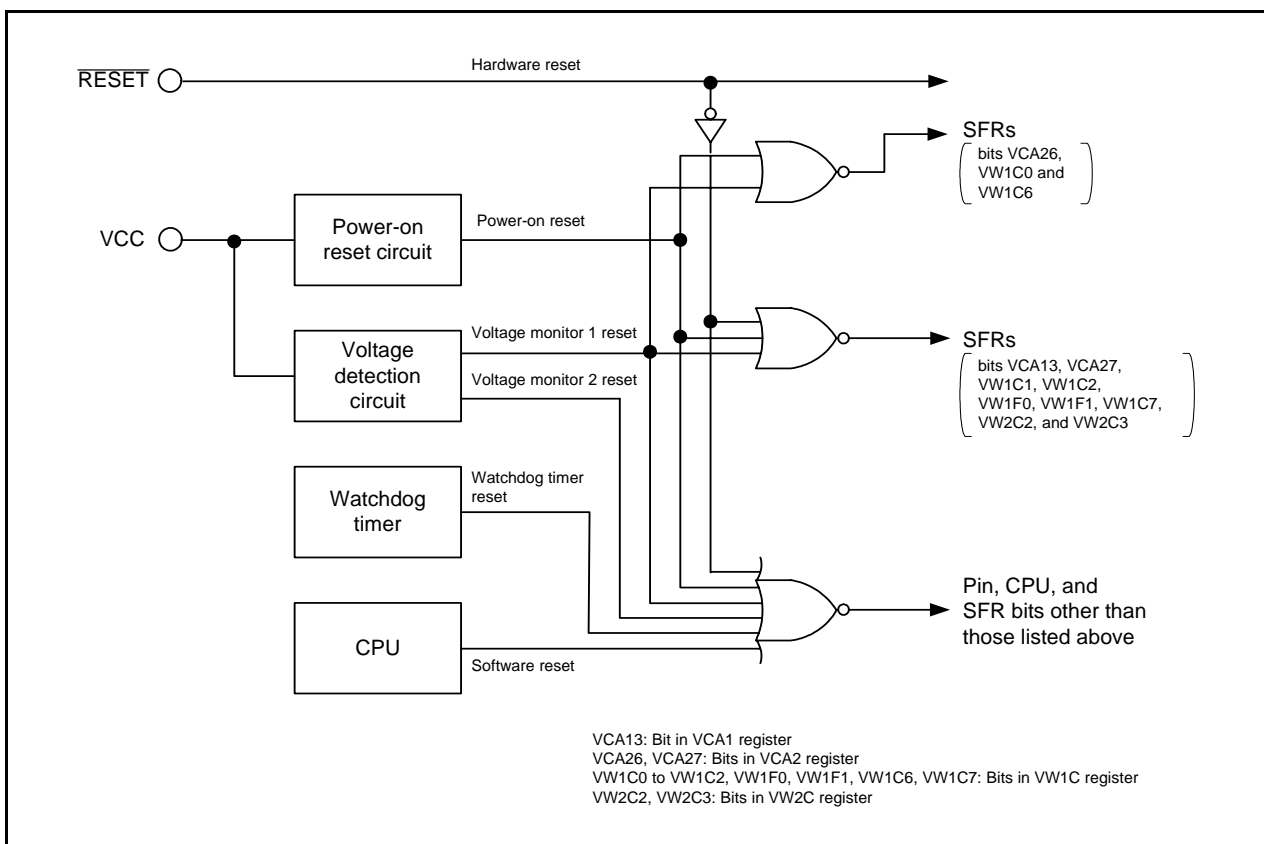 Hardware reset
RESET
SFRs
bits VCA26,
VW1C0 and
VW1C6
Power-on
reset circuit
Power-on reset
VCC
Voltage monitor 1 reset
Voltage
detection
circuit
Voltage monitor 2 reset
SFRs
bits VCA13, VCA27,
VW1C1, VW1C2,
VW1F0, VW1F1, VW1C7,
VW2C2, and VW2C3
Watchdog timer
reset
Watchdog
timer
Pin, CPU, and
SFR bits other than
those listed above
CPU
Software reset
VCA13: Bit in VCA1 register
VCA26, VCA27: Bits in VCA2 register
VW1C0 to VW1C2, VW1F0, VW1F1, VW1C6, VW1C7: Bits in VW1C register
VW2C2, VW2C3: Bits in VW2C register